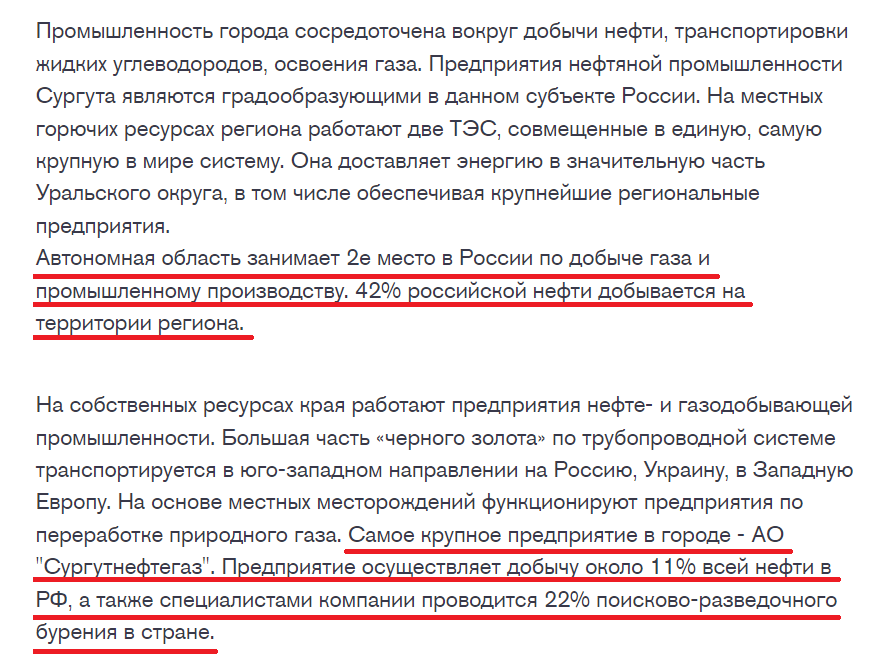 Промышленность города сосредоточена вокруг добычи нефти, транспортировки
жидких углеводородов, освоения газа. Предприятия нефтяной промышленности
Сургута являются градообразующими в данном субъекте России. На местных
горючих ресурсах региона работают две ТЭС, совмещенные в единую, самую
крупную в мире систему. Она доставляет энергию в значительную часть
Уральского округа, в том числе обеспечивая крупнейшие региональные
предприятия.
Автономная область занимает 2е место в России по добыче газа и
промышленному производству. 42% российской нефти добывается на
территории региона.
На собственных ресурсах края работают предприятия нефте- и газодобывающей
промышленности. Большая часть «черного золота» по трубопроводной системе
транспортируется в юго-западном направлении на Россию, Украину, в Западную
Европу. На основе местных месторождений функционируют предприятия по
переработке природного газа. Самое крупное предприятие в городе - АО
"Сургутнефтегаз". Предприятие осуществляет добычу около 11% всей нефти в
РФ, а также специалистами компании проводится 22% поисково-разведочного
бурения в стране.